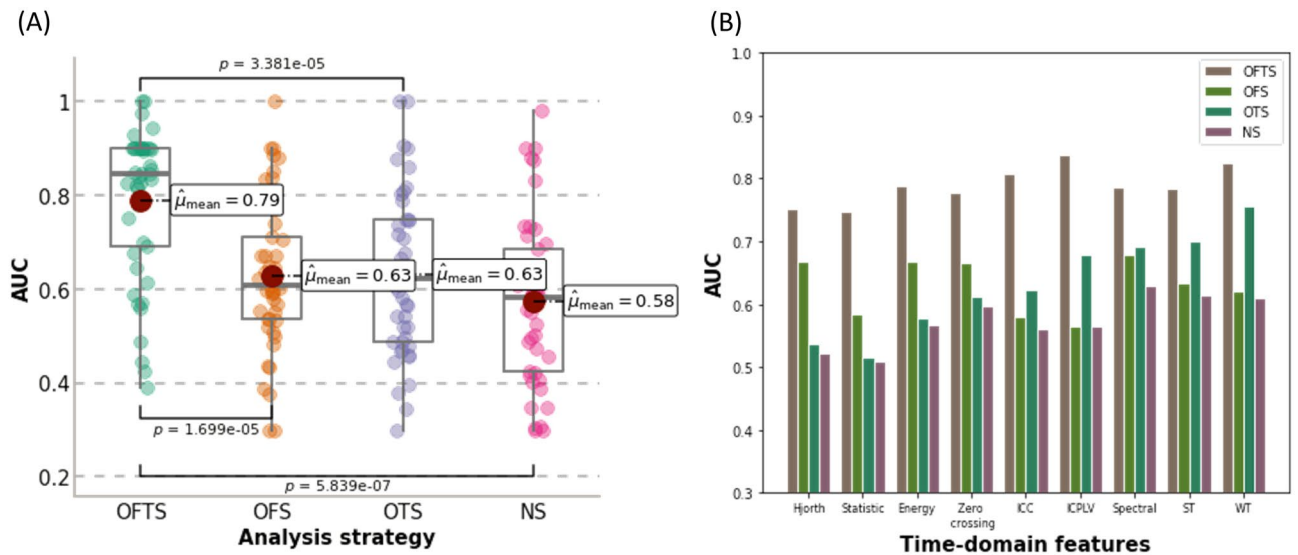 (A)
p = 3.381e-05
1
0.8
0.6
0.4
0.2
AUC
μ̂mean = 0.79
μ̂mean = 0.63
μ̂mean = 0.63
μ̂mean = 0.58
p = 1.699e-05
p = 5.839e-07
OFTS
OFS
OTS
NS
Analysis strategy
(B)
1.0
0.9
0.8
0.7
0.6
0.5
0.4
0.3
AUC
OFTS
OFS
OTS
NS
Hjorth
Statistic
Energy
Zero
crossing
ICC
ICPLV
Spectral
ST
WT
Time-domain features